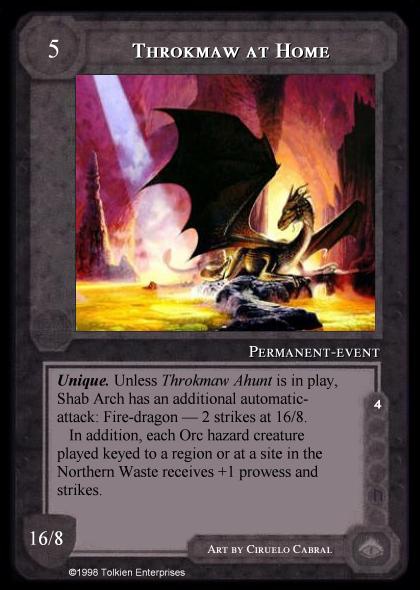 5
THROKMAW AT HOME
PERMANENT-EVENT
Unique. Unless Throkmaw Ahunt is in play,
Shab Arch has an additional automatic-
attack: Fire-dragon — 2 strikes at 16/8.
In addition, each Orc hazard creature
played keyed to a region or at a site in the
Northern Waste receives +1 prowess and
strikes.
4
16/8
ART BY CIRUELO CABRAL
©1998 Tolkien Enterprises